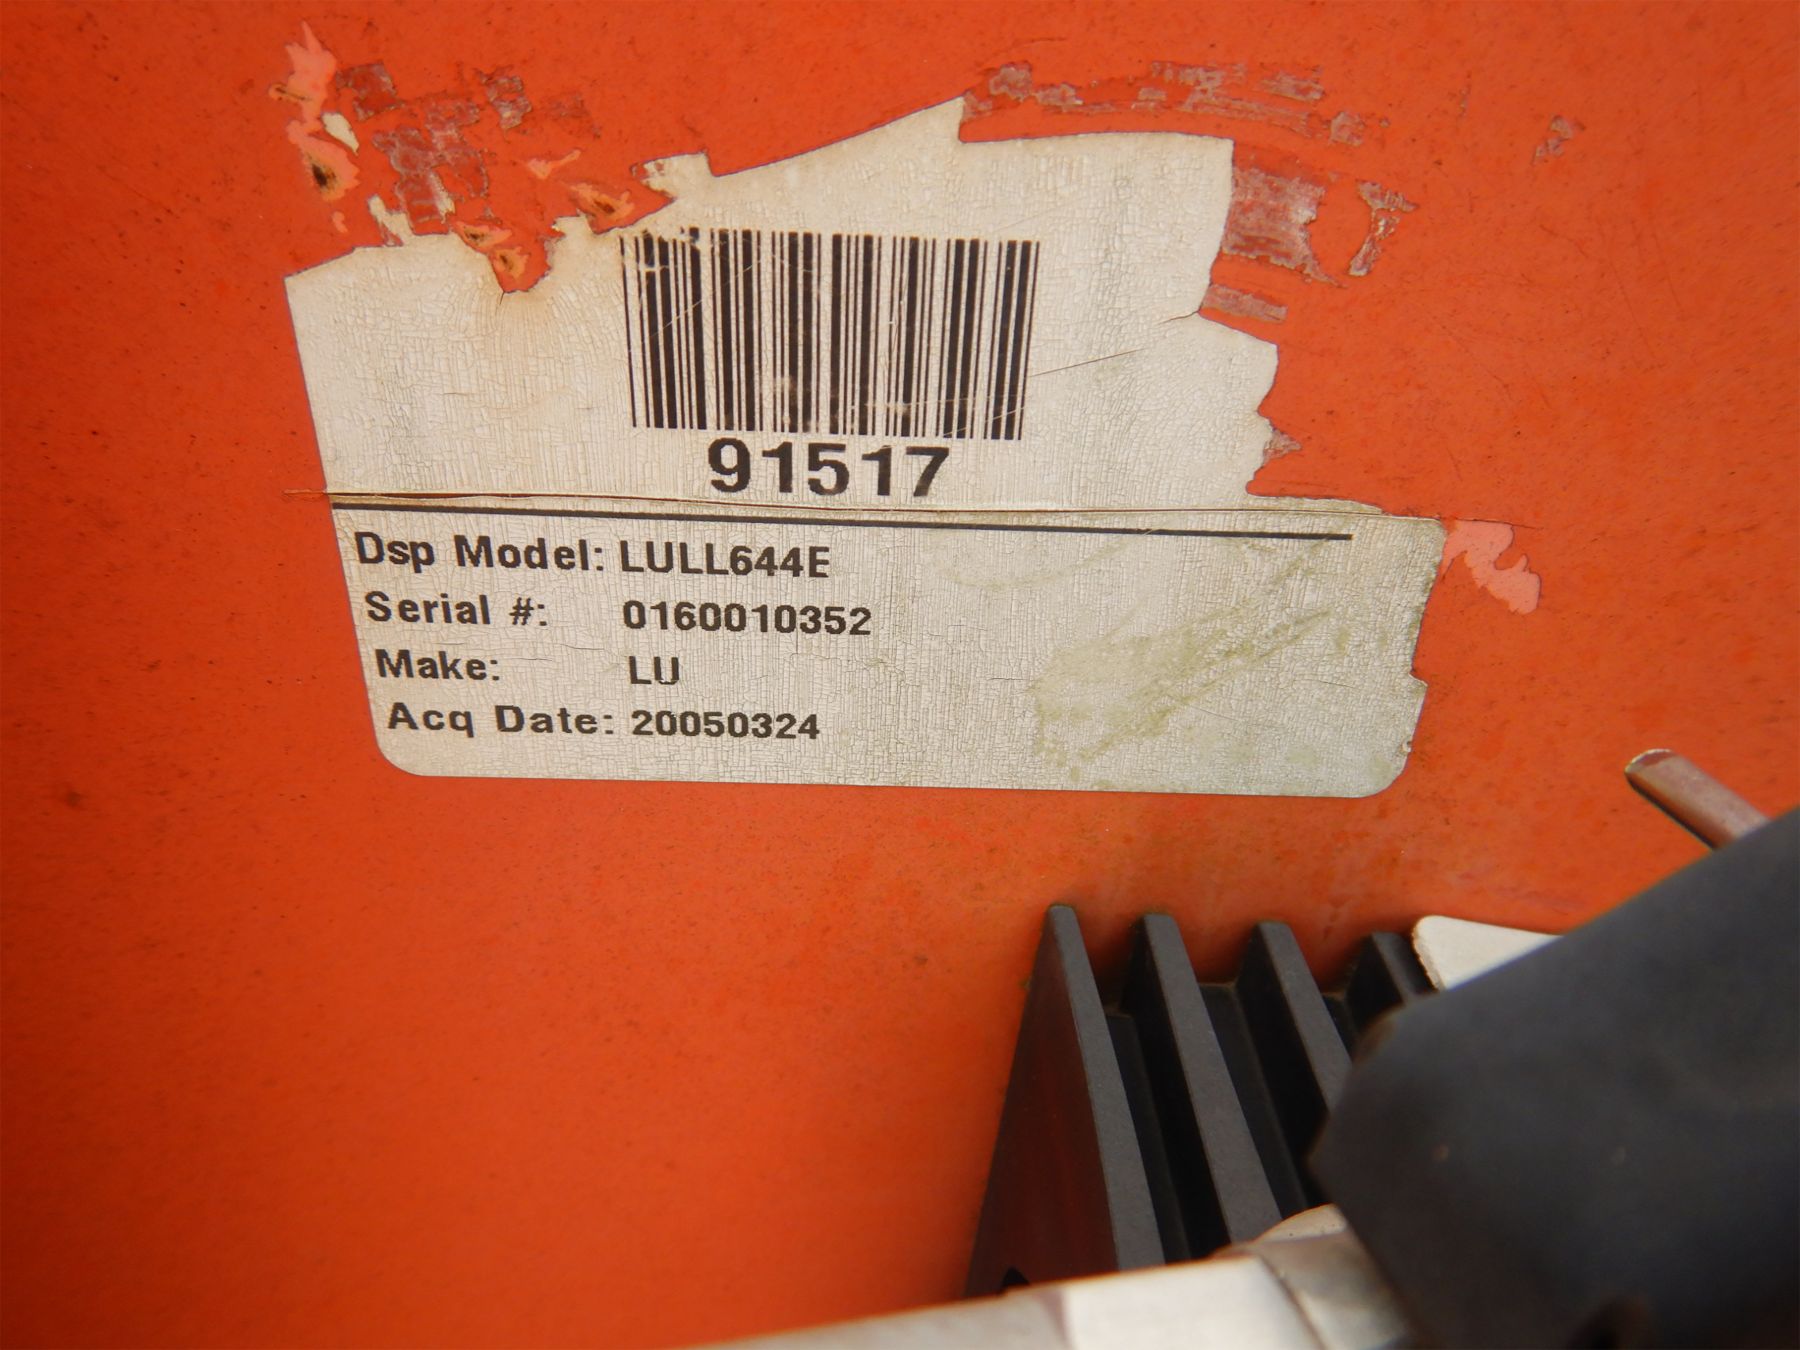 91517
Dsp Model: LULL644E
Serial #: 0160010352
Make: LU
Acq Date: 20050324